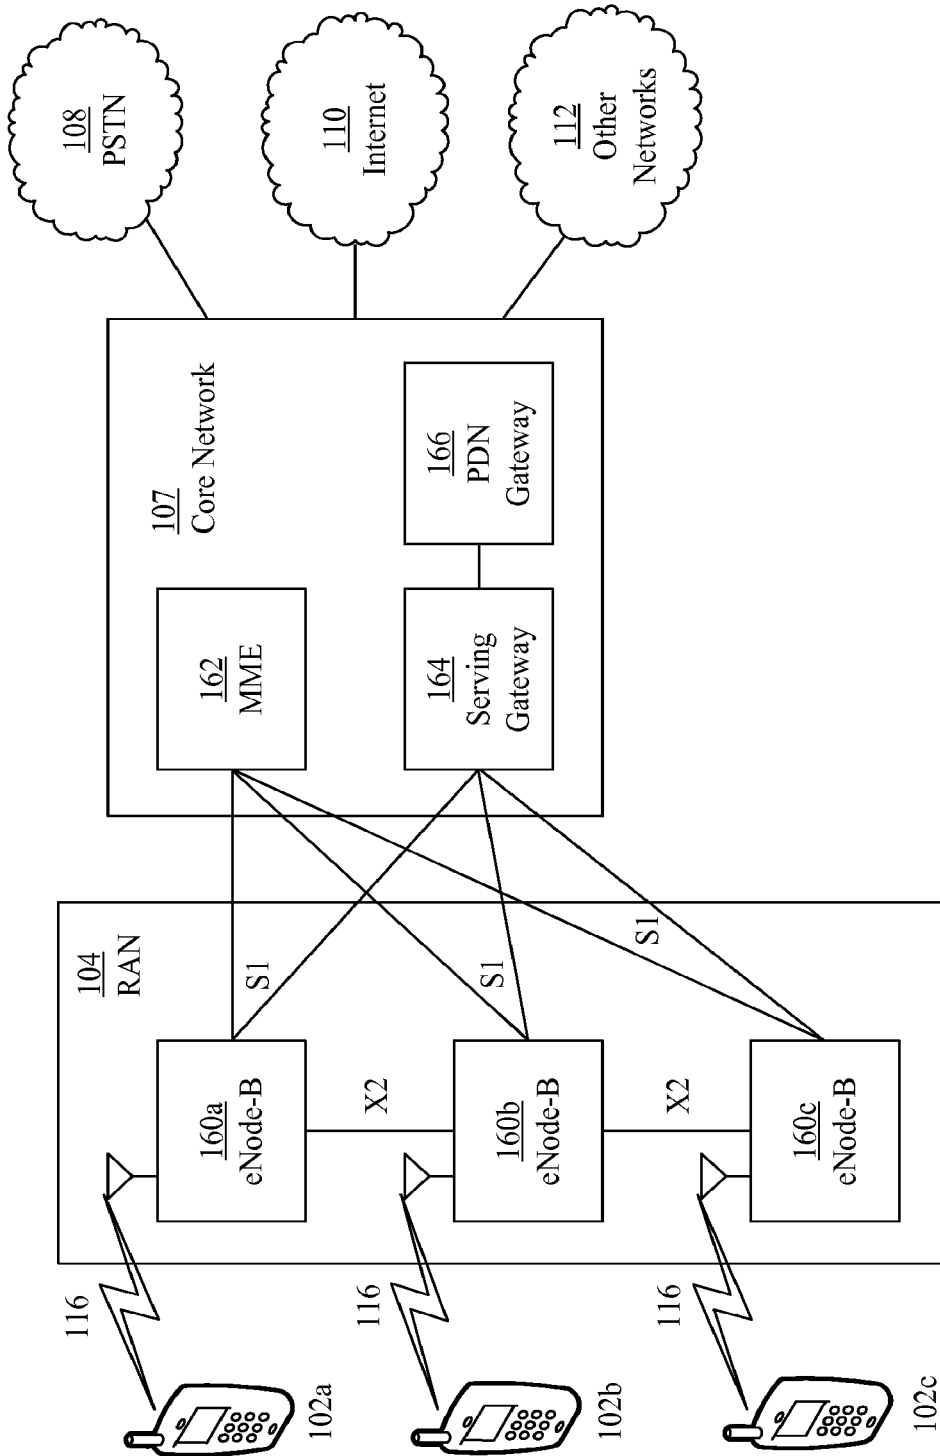 102a
102b
102c
116
116
116
104
RAN
160a
eNode-B
160b
eNode-B
160c
eNode-B
X2
X2
S1
S1
S1
107
Core Network
162
MME
164
Serving
Gateway
166
PDN
Gateway
108
PSTN
110
Internet
112
Other
Networks